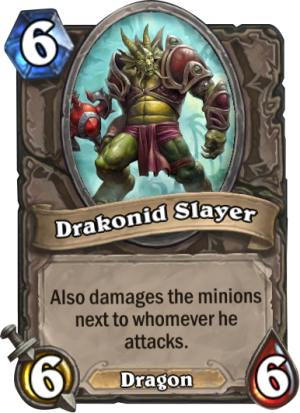 6
Drakonid Slayer
Also damages the minions
next to whomever he
attacks.
6
Dragon
6